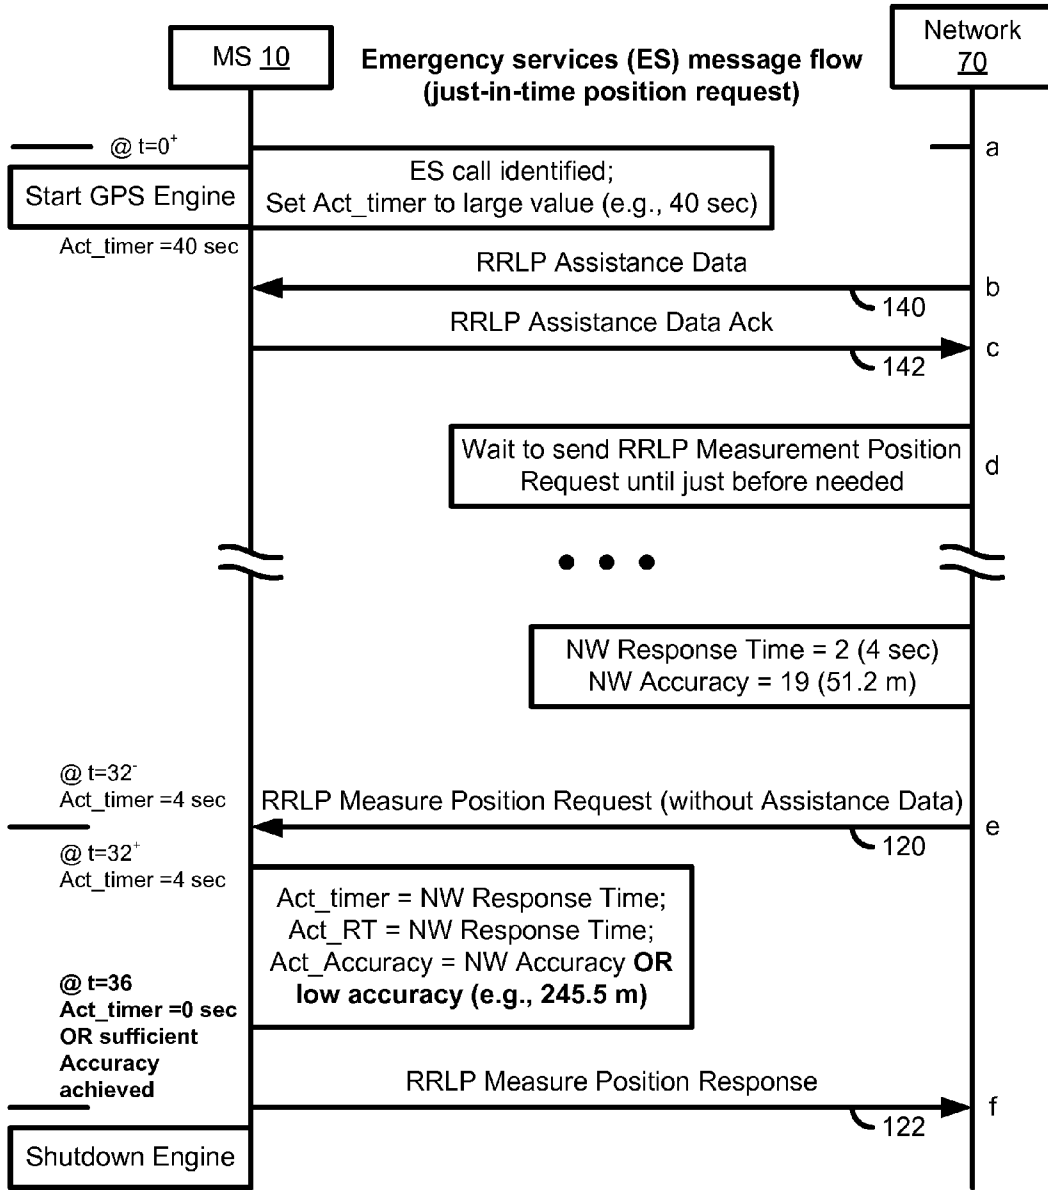 MS 10
Network
70
Emergency services (ES) message flow
(just-in-time position request)
@ t=0+
a
Start GPS Engine
ES call identified;
Set Act_timer to large value (e.g., 40 sec)
Act_timer =40 sec
RRLP Assistance Data
b
140
RRLP Assistance Data Ack
c
142
Wait to send RRLP Measurement Position
Request until just before needed
d
NW Response Time = 2 (4 sec)
NW Accuracy = 19 (51.2 m)
@ t=32-
Act_timer =4 sec
RRLP Measure Position Request (without Assistance Data)
e
120
@ t=32+
Act_timer =4 sec
Act_timer = NW Response Time;
Act_RT = NW Response Time;
Act_Accuracy = NW Accuracy OR
low accuracy (e.g., 245.5 m)
@ t=36
Act_timer =0 sec
OR sufficient
Accuracy
achieved
RRLP Measure Position Response
f
122
Shutdown Engine